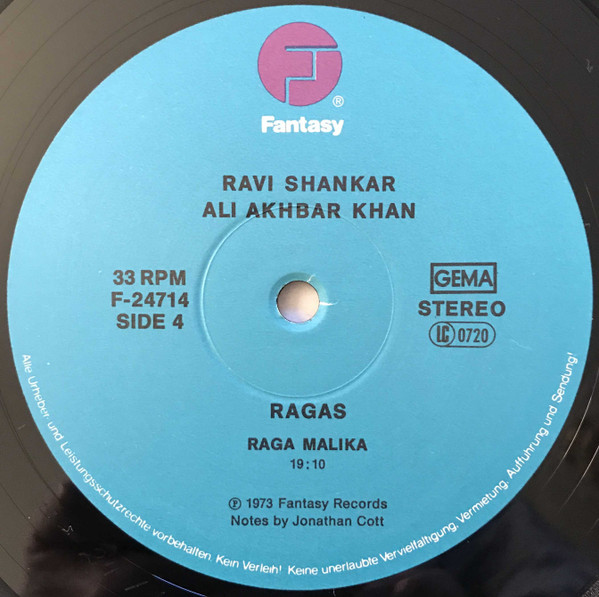 ®
Fantasy
RAVI SHANKAR
ALI AKHBAR KHAN
33 RPM
F-24714
SIDE 4
GEMA
STEREO
LC 0720
RAGAS
RAGA MALIKA
19:10
℗ 1973 Fantasy Records
Notes by Jonathan Cott
Alle Urheber- und Leistungsschutzrechte vorbehalten. Kein Verleih! Keine unerlaubte Vervielfältigung, Vermietung, Aufführung und Sendung!